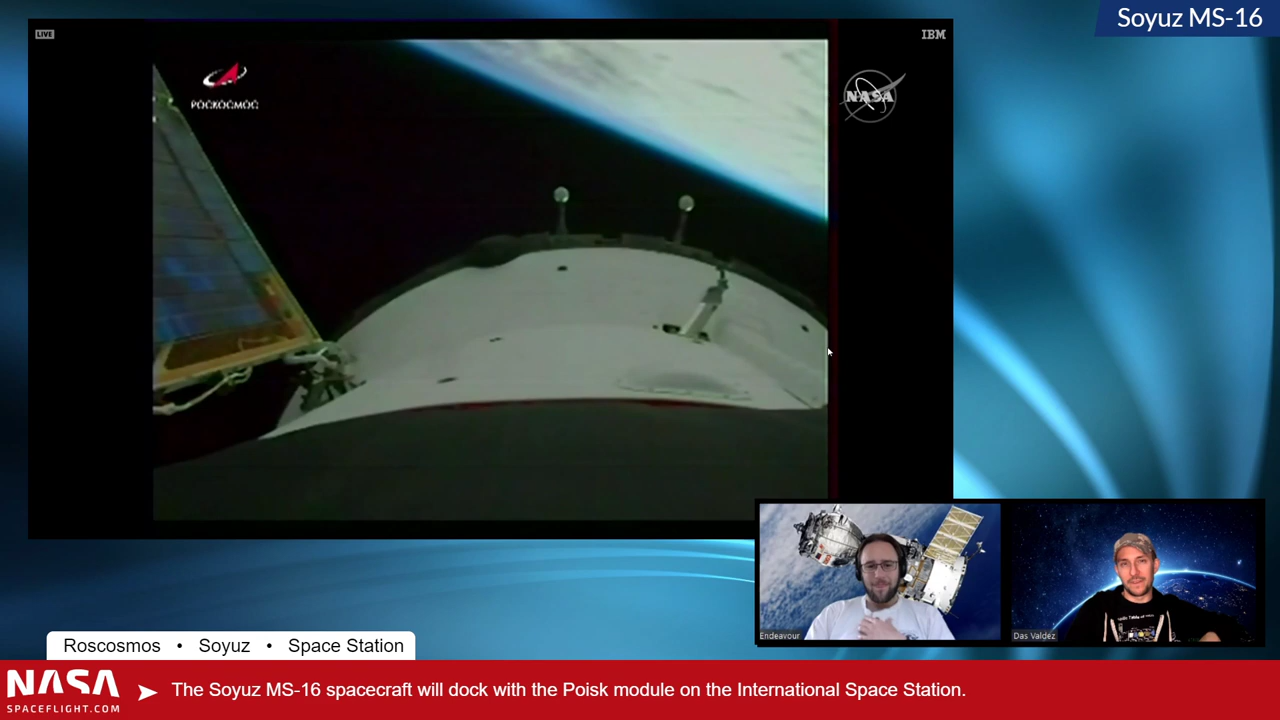 Soyuz MS-16
LIVE
IBM
РОСКОСМОС
NASA
Endeavour
Das Valdez
Roscosmos • Soyuz • Space Station
NASA
SPACEFLIGHT.COM
The Soyuz MS-16 spacecraft will dock with the Poisk module on the International Space Station.